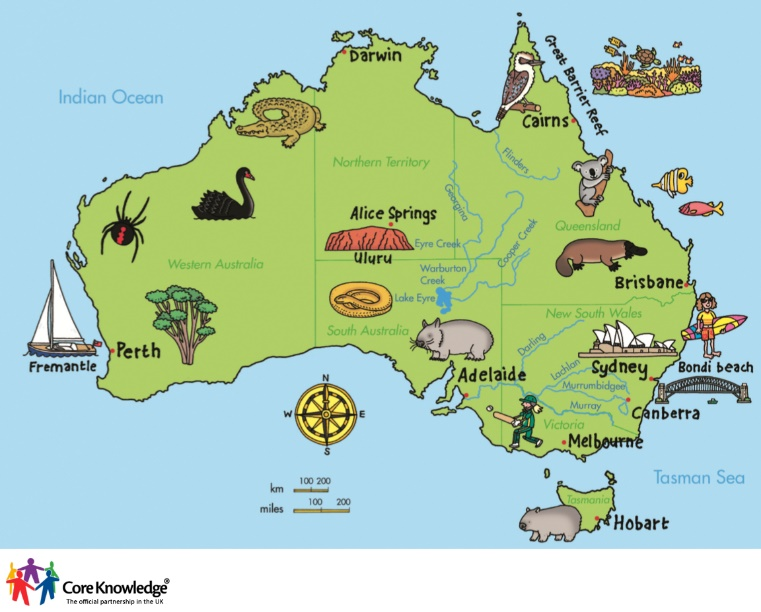 Darwin
Great Barrier Reef
Indian Ocean
Cairns
Northern Territory
Flinders
Georgina
Alice Springs
Queensland
Cooper Creek
Eyre Creek
Uluru
Western Australia
Warburton
Creek
Brisbane
Lake Eyre
New South Wales
South Australia
Darling
Perth
Fremantle
Sydney
Bondi beach
Lachlan
Adelaide
Murrumbidgee
N
W
E
S
Murray
Canberra
Victoria
Melbourne
Tasman Sea
km
100 200
miles
100 200
Tasmania
Hobart
Core Knowledge®
The official partnership in the UK